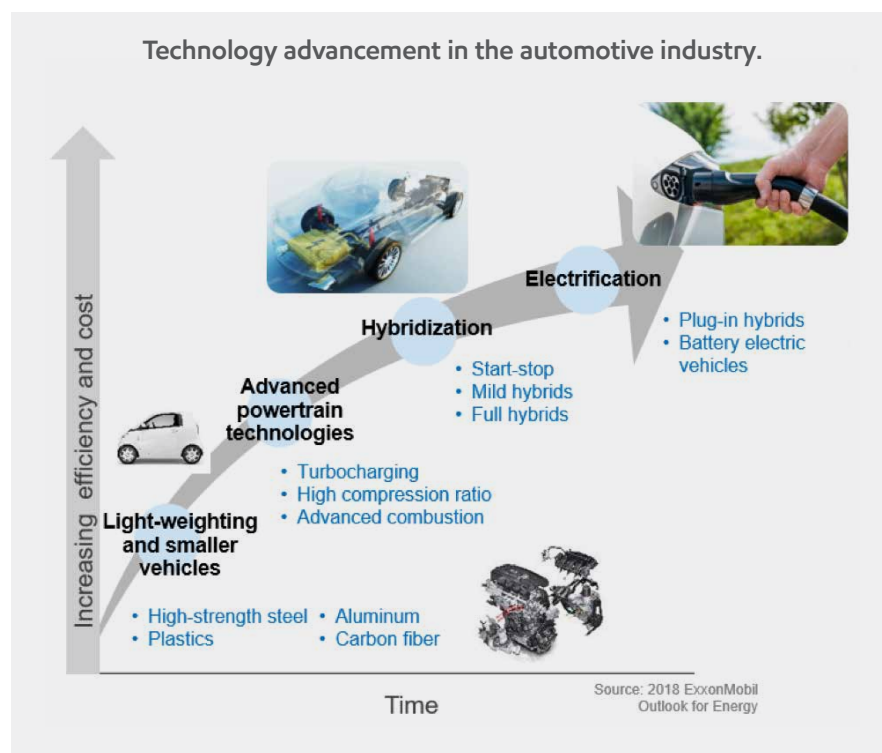 Technology advancement in the automotive industry.
Increasing efficiency and cost
Electrification
• Plug-in hybrids
• Battery electric
vehicles
Hybridization
• Start-stop
• Mild hybrids
• Full hybrids
Advanced
powertrain
technologies
• Turbocharging
• High compression ratio
• Advanced combustion
Light-weighting
and smaller
vehicles
• High-strength steel
• Plastics
• Aluminum
• Carbon fiber
Time
Source: 2018 ExxonMobil
Outlook for Energy